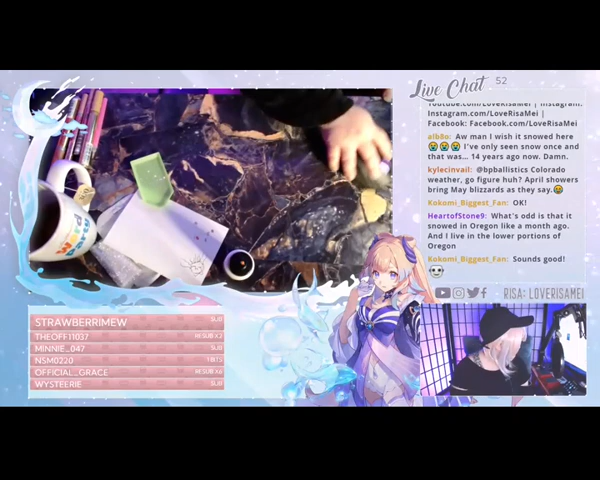 Live Chat 52
Youtube.com/LoveRisaMei | Instagram:
Instagram.com/LoveRisaMei |
Facebook: Facebook.com/LoveRisaMei
alb8o: Aw man I wish it snowed here
😭😭😭 I've only seen snow once and
that was... 14 years ago now. Damn.
kylecinvail: @bpballistics Colorado
weather, go figure huh? April showers
bring May blizzards as they say.
Kokomi_Biggest_Fan: OK!
HeartofStone9: What's odd is that it
snowed in Oregon like a month ago.
And I live in the lower portions of
Oregon
Kokomi_Biggest_Fan: Sounds good!
RISA: LOVERISAMEI
STRAWBERRIMEW SUB
THEOFF11037 RESUB X2
MINNIE_047 SUB
NSM0220 1 BITS
OFFICIAL_GRACE RESUB X6
WYSTEERIE SUB